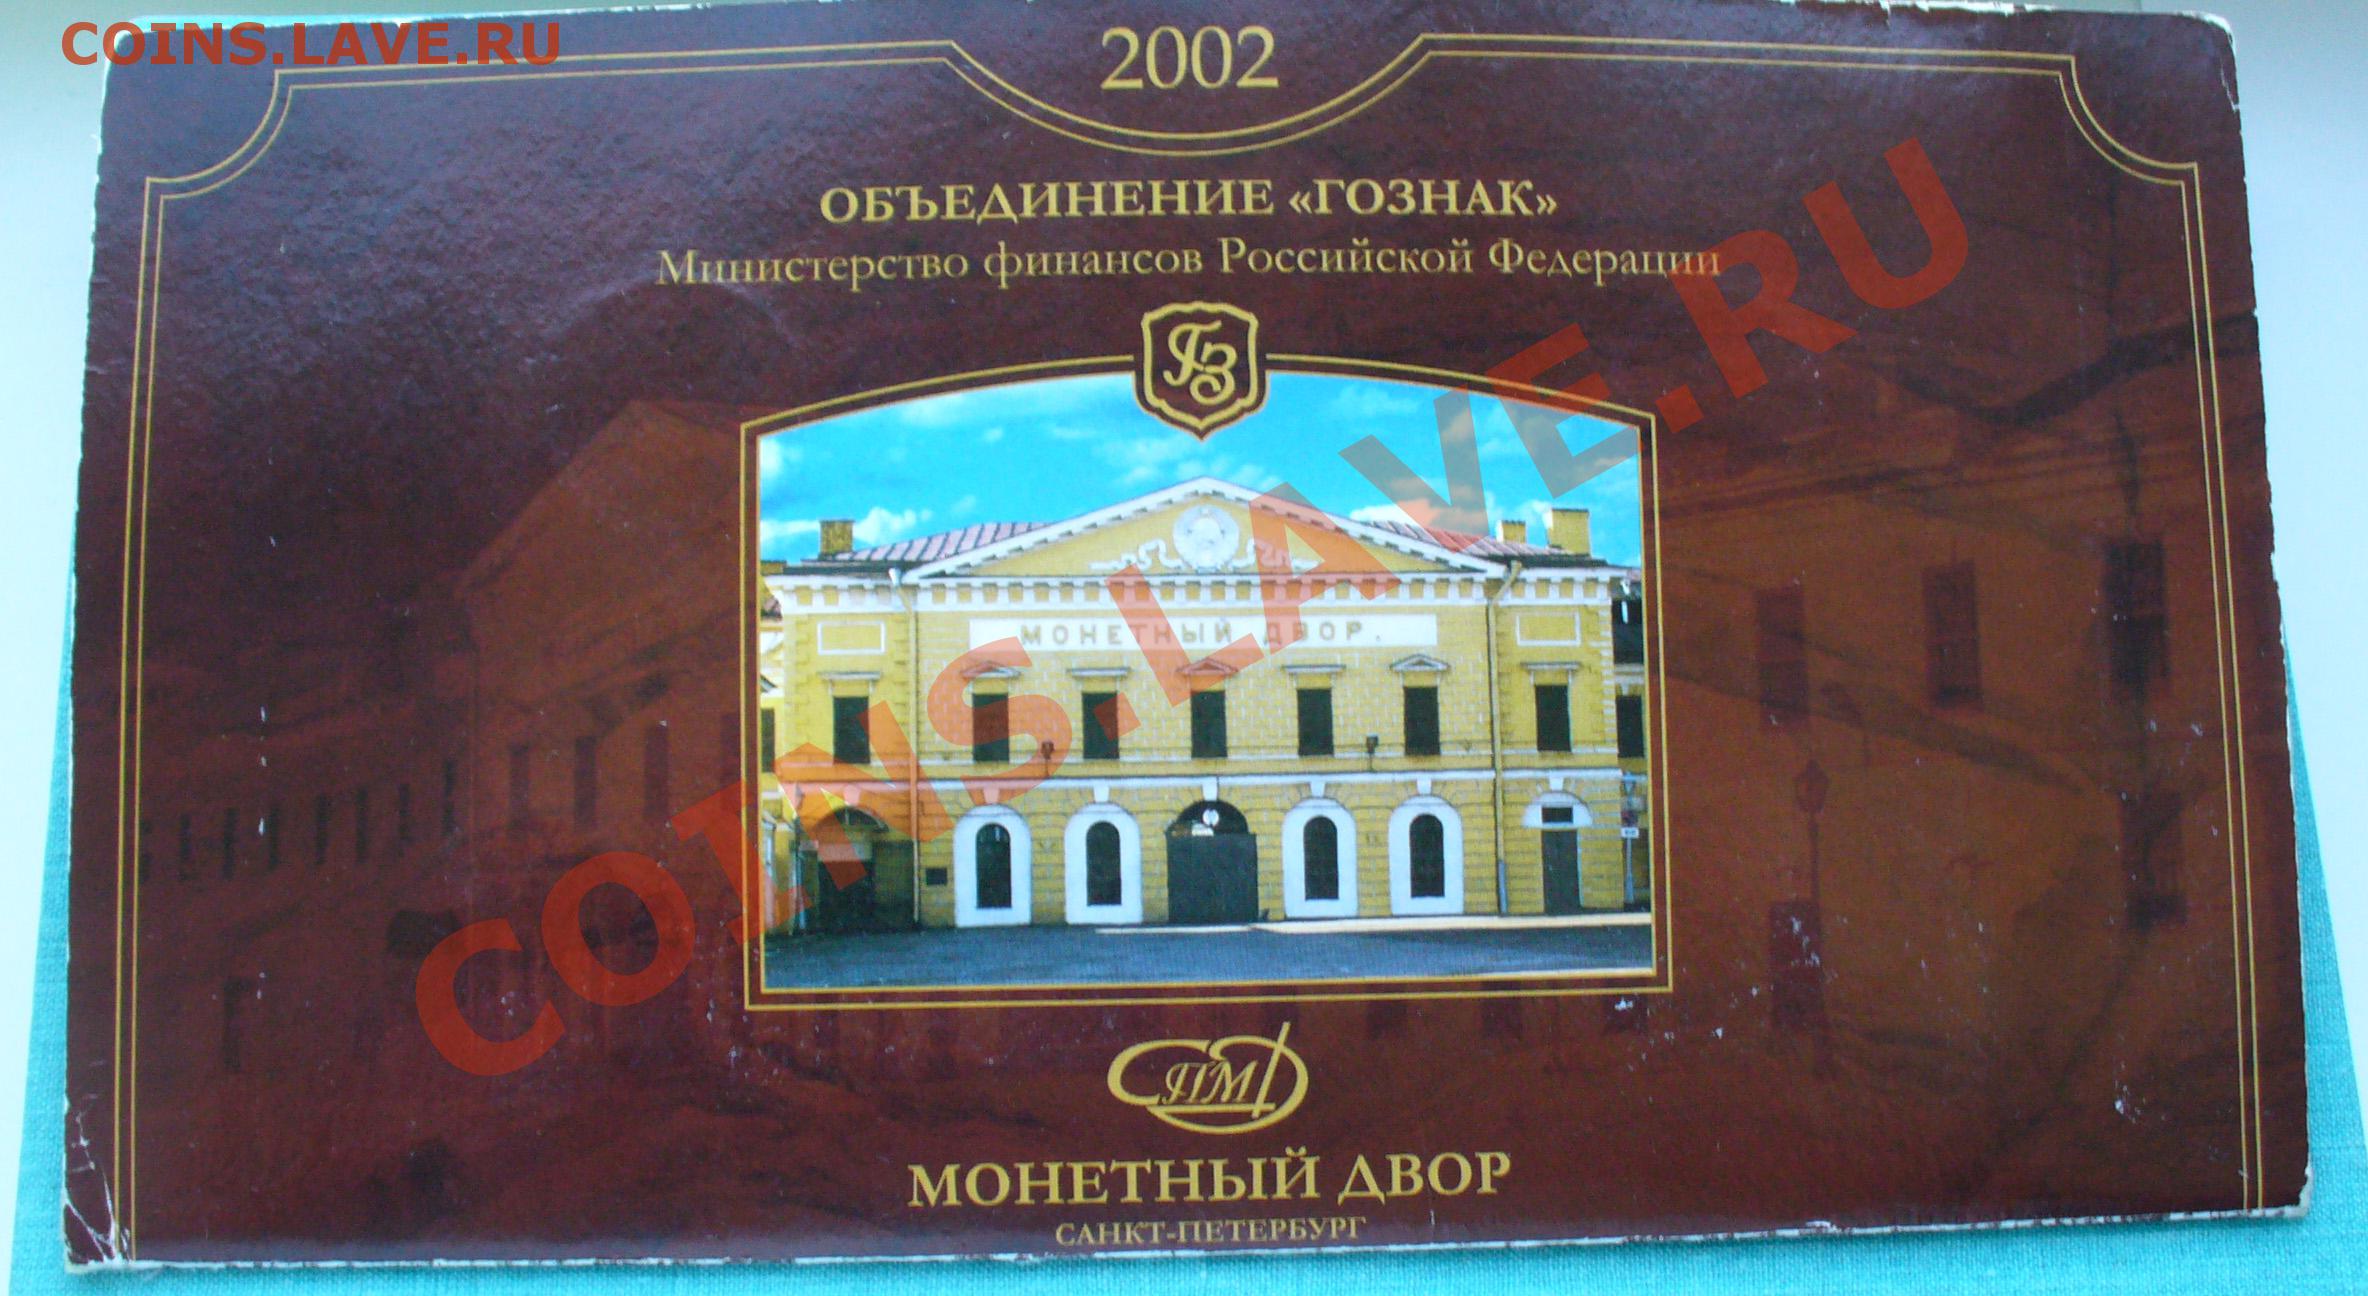 COINS.LAVE.RU
2002
ОБЪЕДИНЕНИЕ «ГОЗНАК»
Министерство финансов Российской Федерации
ГЗ
МОНЕТНЫЙ ДВОР.
COINS.LAVE.RU
СПМД
МОНЕТНЫЙ ДВОР
САНКТ-ПЕТЕРБУРГ